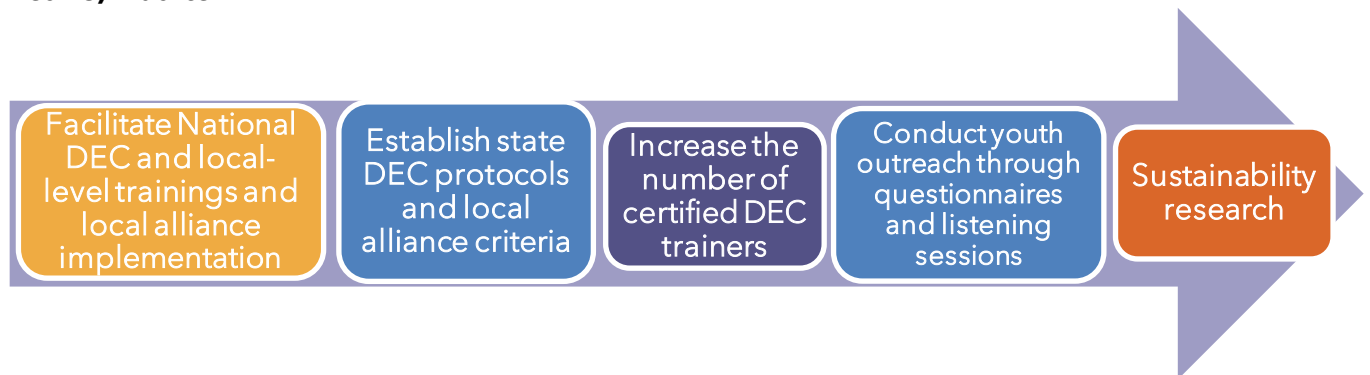 Facilitate National
DEC and local-
level trainings and
local alliance
implementation
Establish state
DEC protocols
and local
alliance criteria
Increase the
number of
certified DEC
trainers
Conduct youth
outreach through
questionnaires
and listening
sessions
Sustainability
research